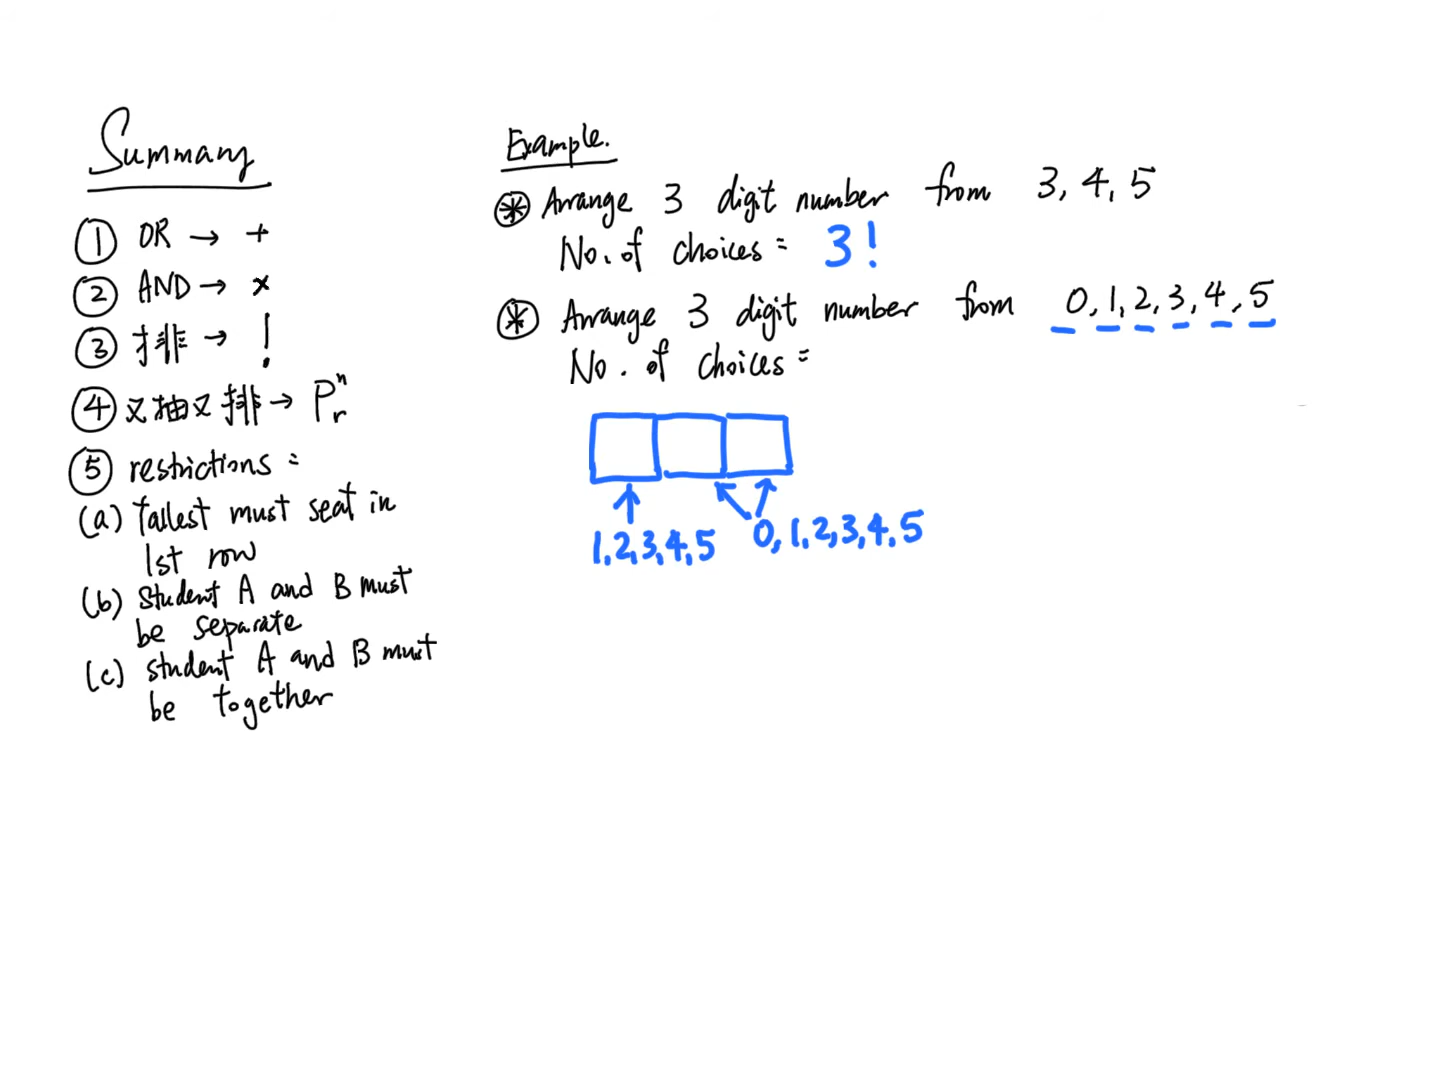 Summary
① OR → +
② AND → ×
③ 排 → !
④ 又抽又排 → Pⁿᵣ
⑤ restrictions =
(a) tallest must seat in
1st row
(b) Student A and B must
be separate
(c) student A and B must
be together
Example.
⊛ Arrange 3 digit number from 3, 4, 5
No. of choices = 3!
⊛ Arrange 3 digit number from 0, 1, 2, 3, 4, 5
No. of choices =
1, 2, 3, 4, 5 0, 1, 2, 3, 4, 5